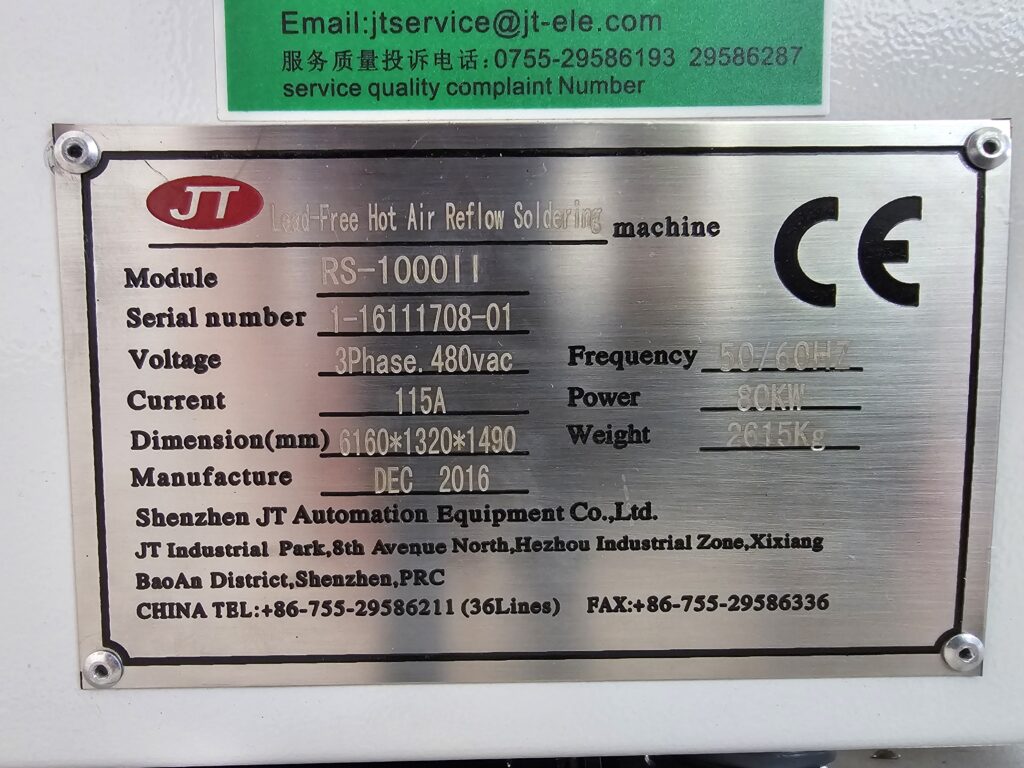 Email:jtservice@jt-ele.com
服务质量投诉电话:0755-29586193 29586287
service quality complaint Number
JT Lead-Free Hot Air Reflow Soldering machine
CE
Module RS-1000II
Serial number 1-16111708-01
Voltage 3Phase. 480vac Frequency 50/60HZ
Current 115A Power 80KW
Dimension(mm) 6160*1320*1490 Weight 2615Kg
Manufacture DEC 2016
Shenzhen JT Automation Equipment Co.,Ltd.
JT Industrial Park,8th Avenue North,Hezhou Industrial Zone,Xixiang
BaoAn District,Shenzhen,PRC
CHINA TEL:+86-755-29586211 (36Lines) FAX:+86-755-29586336